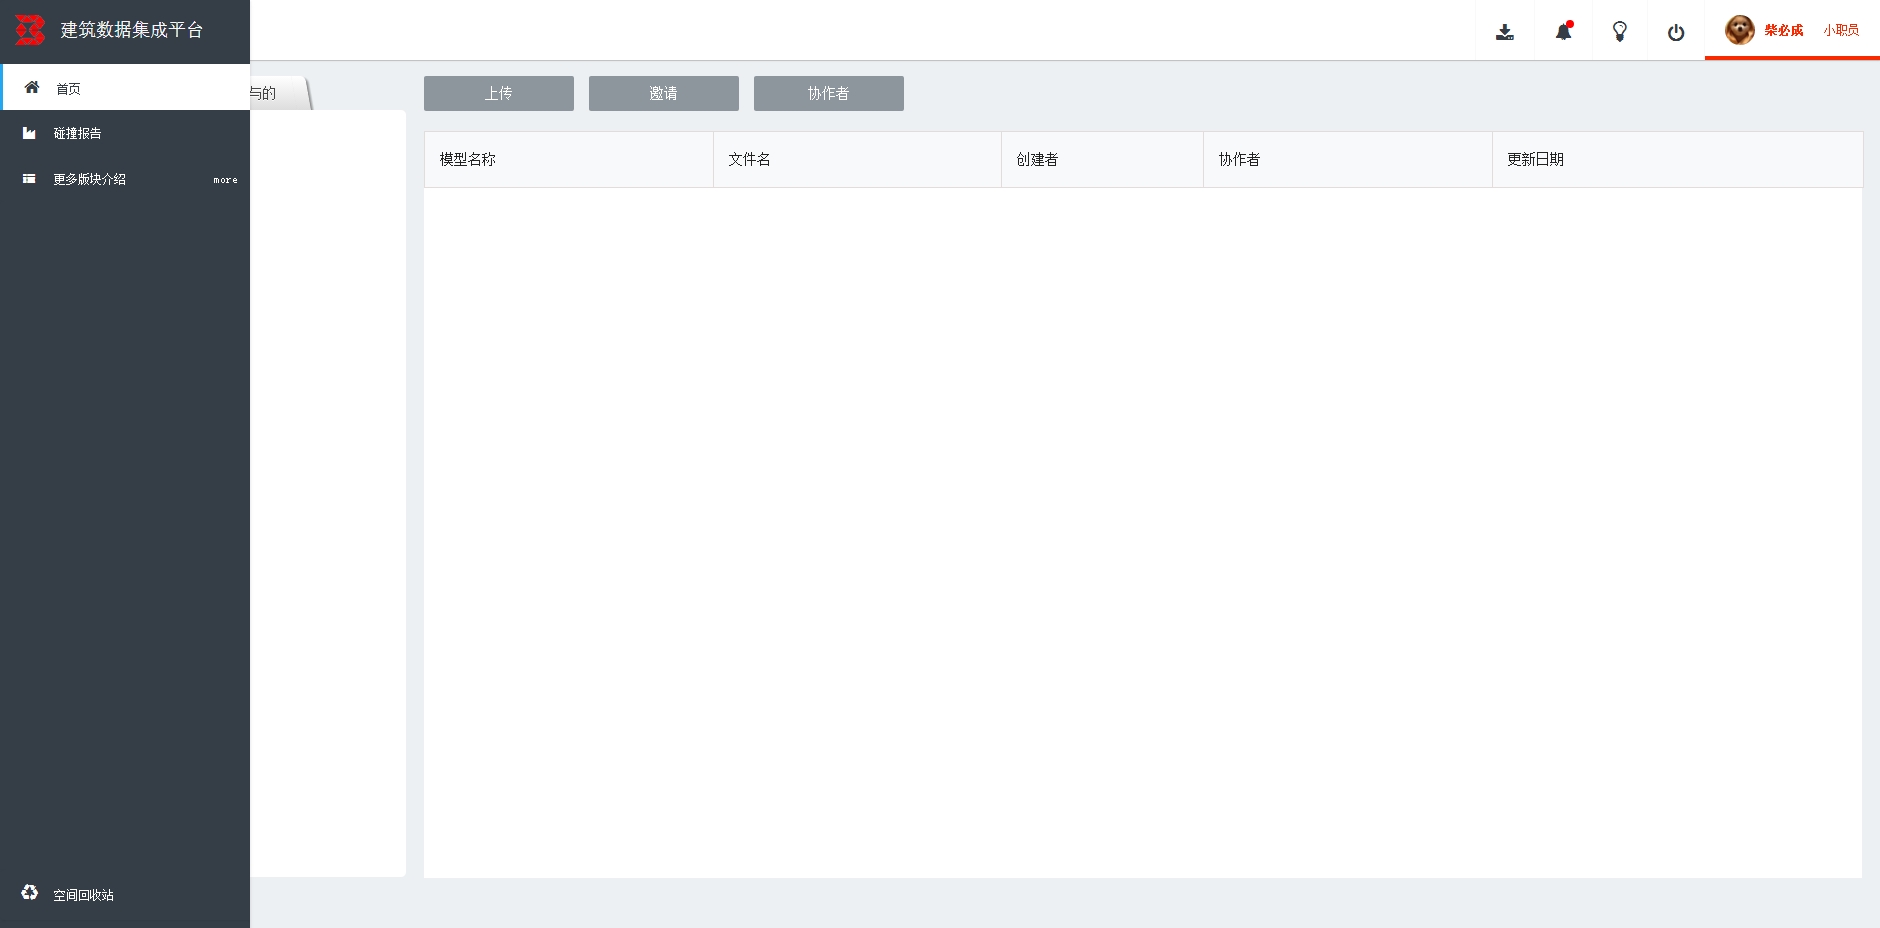 建筑数据集成平台
柴必成 小职员
首页
与的
上传 邀请 协作者
碰撞报告
模型名称 文件名 创建者 协作者 更新日期
更多版块介绍 more
空间回收站